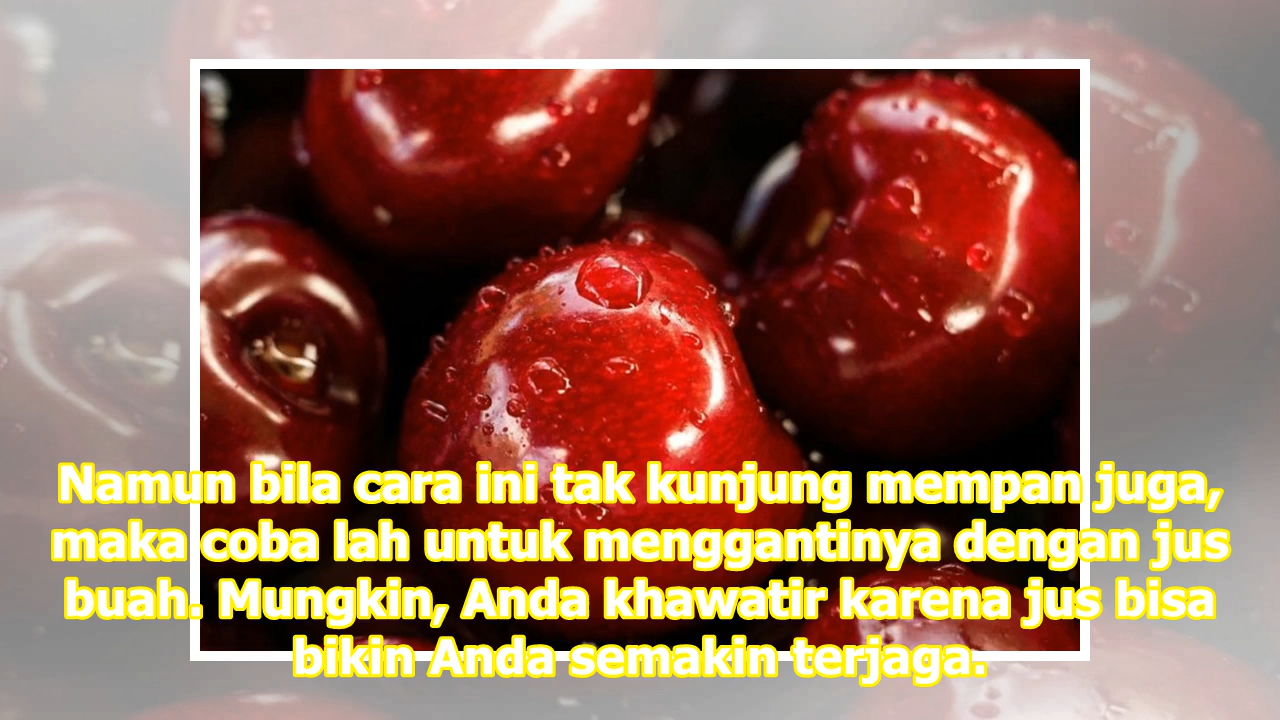 Namun bila cara ini tak kunjung mempan juga,
maka coba lah untuk menggantinya dengan jus
buah. Mungkin, Anda khawatir karena jus bisa
bikin Anda semakin terjaga.